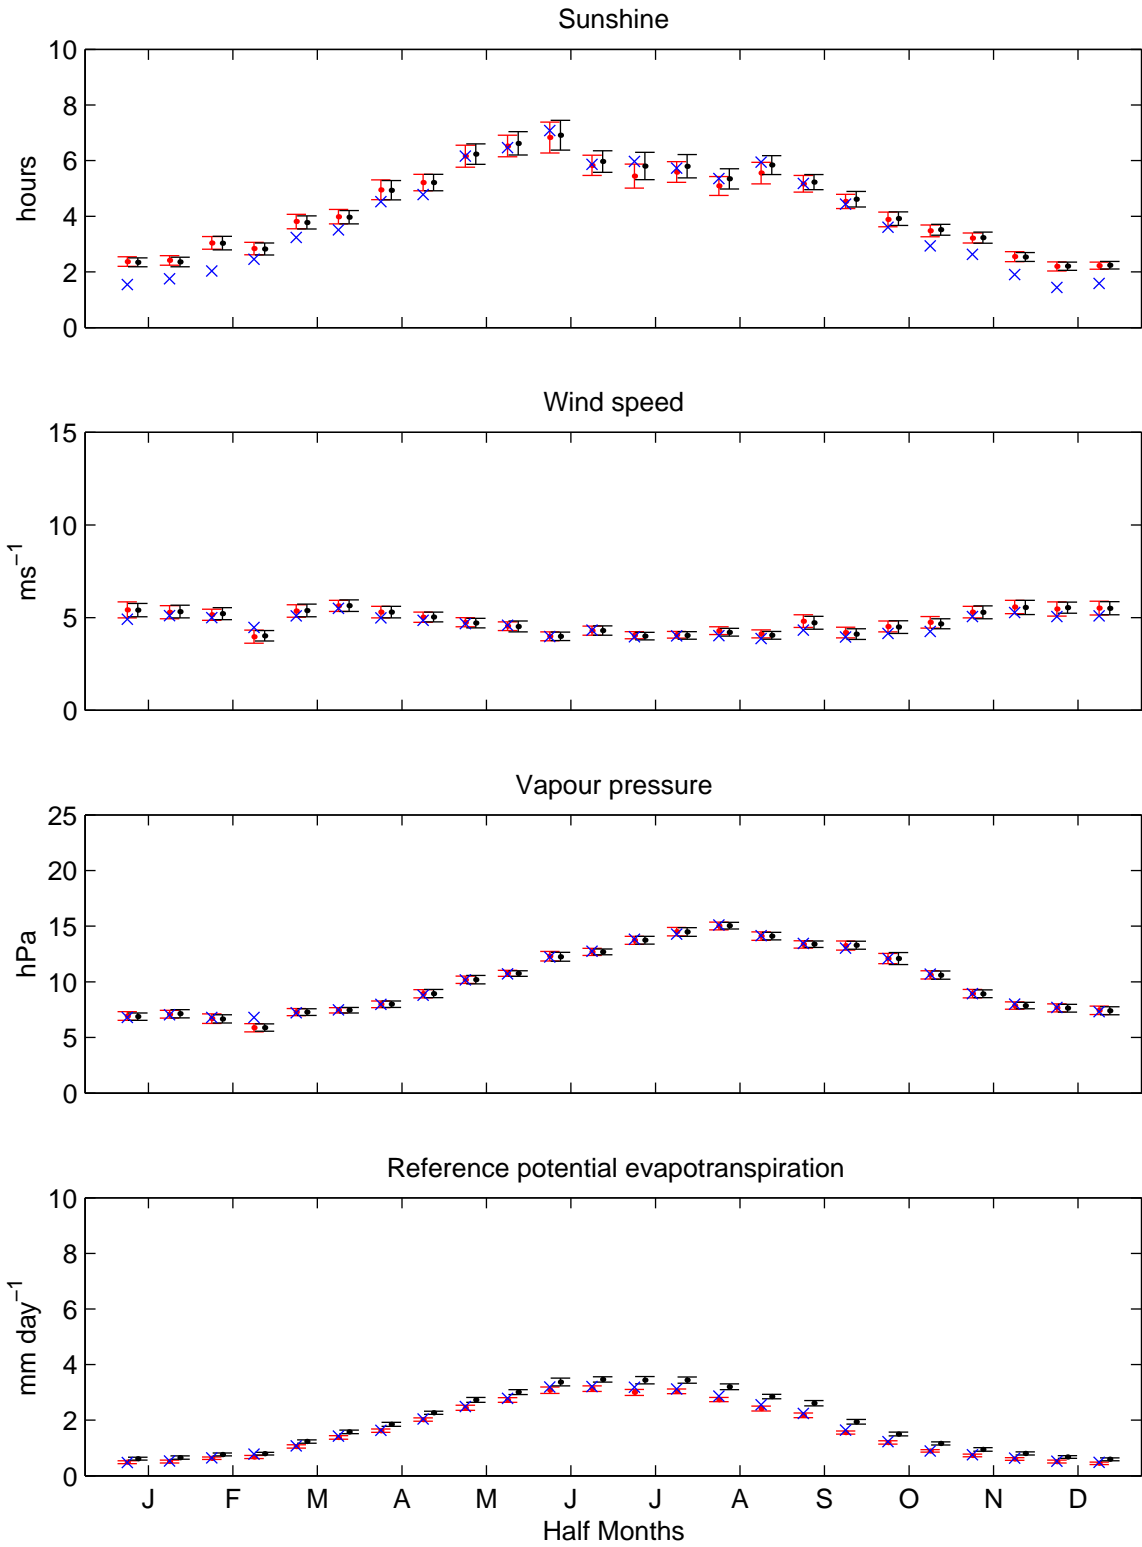 Sunshine
10
8
6
4
2
0
hours
Wind speed
15
10
5
0
ms−1
Vapour pressure
25
20
15
10
5
0
hPa
Reference potential evapotranspiration
10
8
6
4
2
0
mm day−1
J F M A M J J A S O N D
Half Months